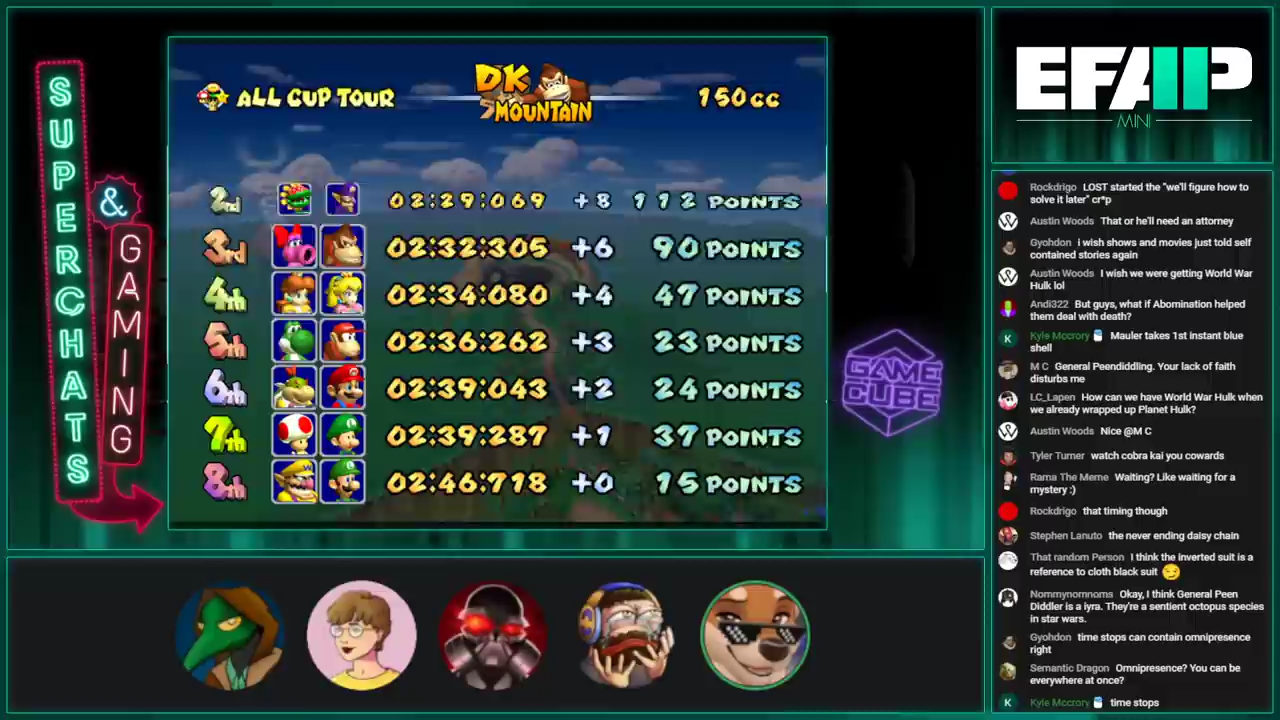 SUPERCHATS
&
GAMING
ALL CUP TOUR
DK
MOUNTAIN
150cc
2nd 02:29:069 +8 112 POINTS
3rd 02:32:305 +6 90 POINTS
4th 02:34:080 +4 47 POINTS
5th 02:36:262 +3 23 POINTS
6th 02:39:043 +2 24 POINTS
7th 02:39:287 +1 37 POINTS
8th 02:46:718 +0 15 POINTS
GAME
CUBE
EFAP
MINI
Rockdrigo LOST started the "we'll figure how to
solve it later" cr*p
Austin Woods That or he'll need an attorney
Gyohdon i wish shows and movies just told self
contained stories again
Austin Woods I wish we were getting World War
Hulk lol
Andi322 But guys, what if Abomination helped
them deal with death?
K Kyle Mccrory Mauler takes 1st instant blue
shell
M C General Peendiddling. Your lack of faith
disturbs me
LC_Lapen How can we have World War Hulk when
we already wrapped up Planet Hulk?
Austin Woods Nice @M C
Tyler Turner watch cobra kai you cowards
Rama The Meme Waiting? Like waiting for a
mystery :)
Rockdrigo that timing though
Stephen Lanuto the never ending daisy chain
That random Person I think the inverted suit is a
reference to cloth black suit 😏
Nommynomnoms Okay, I think General Peen
Diddler is a iyra. They're a sentient octopus species
in star wars.
Gyohdon time stops can contain omnipresence
right
Semantic Dragon Omnipresence? You can be
everywhere at once?
K Kyle Mccrory time stops